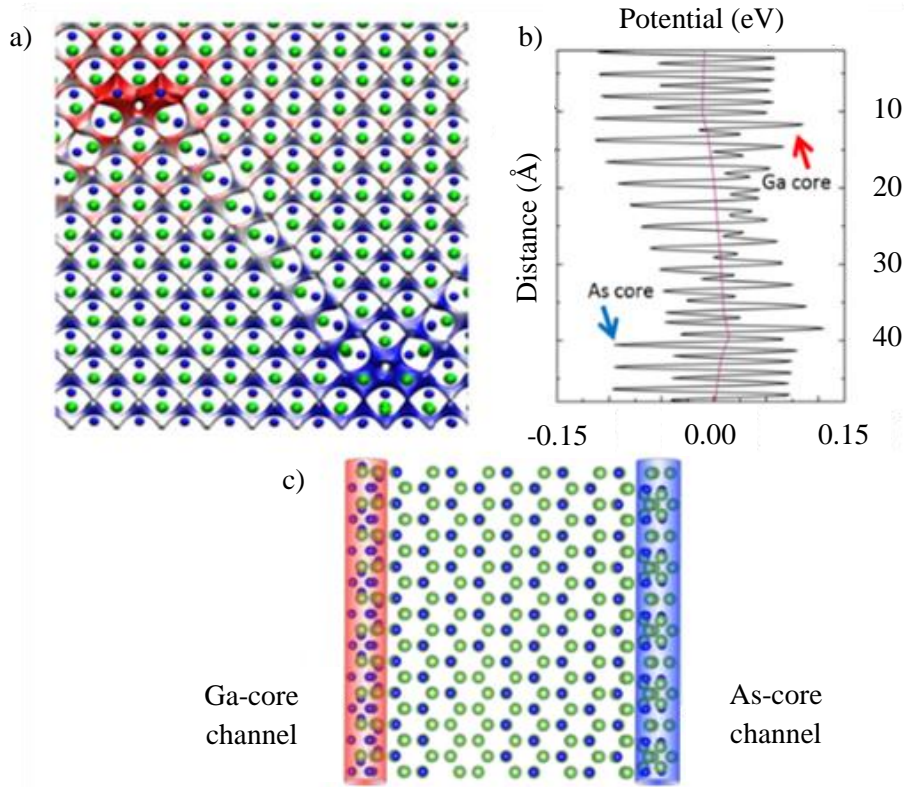 a)
b)
Potential (eV)
Distance (Å)
10
20
30
40
Ga core
As core
-0.15
0.00
0.15
c)
Ga-core
channel
As-core
channel